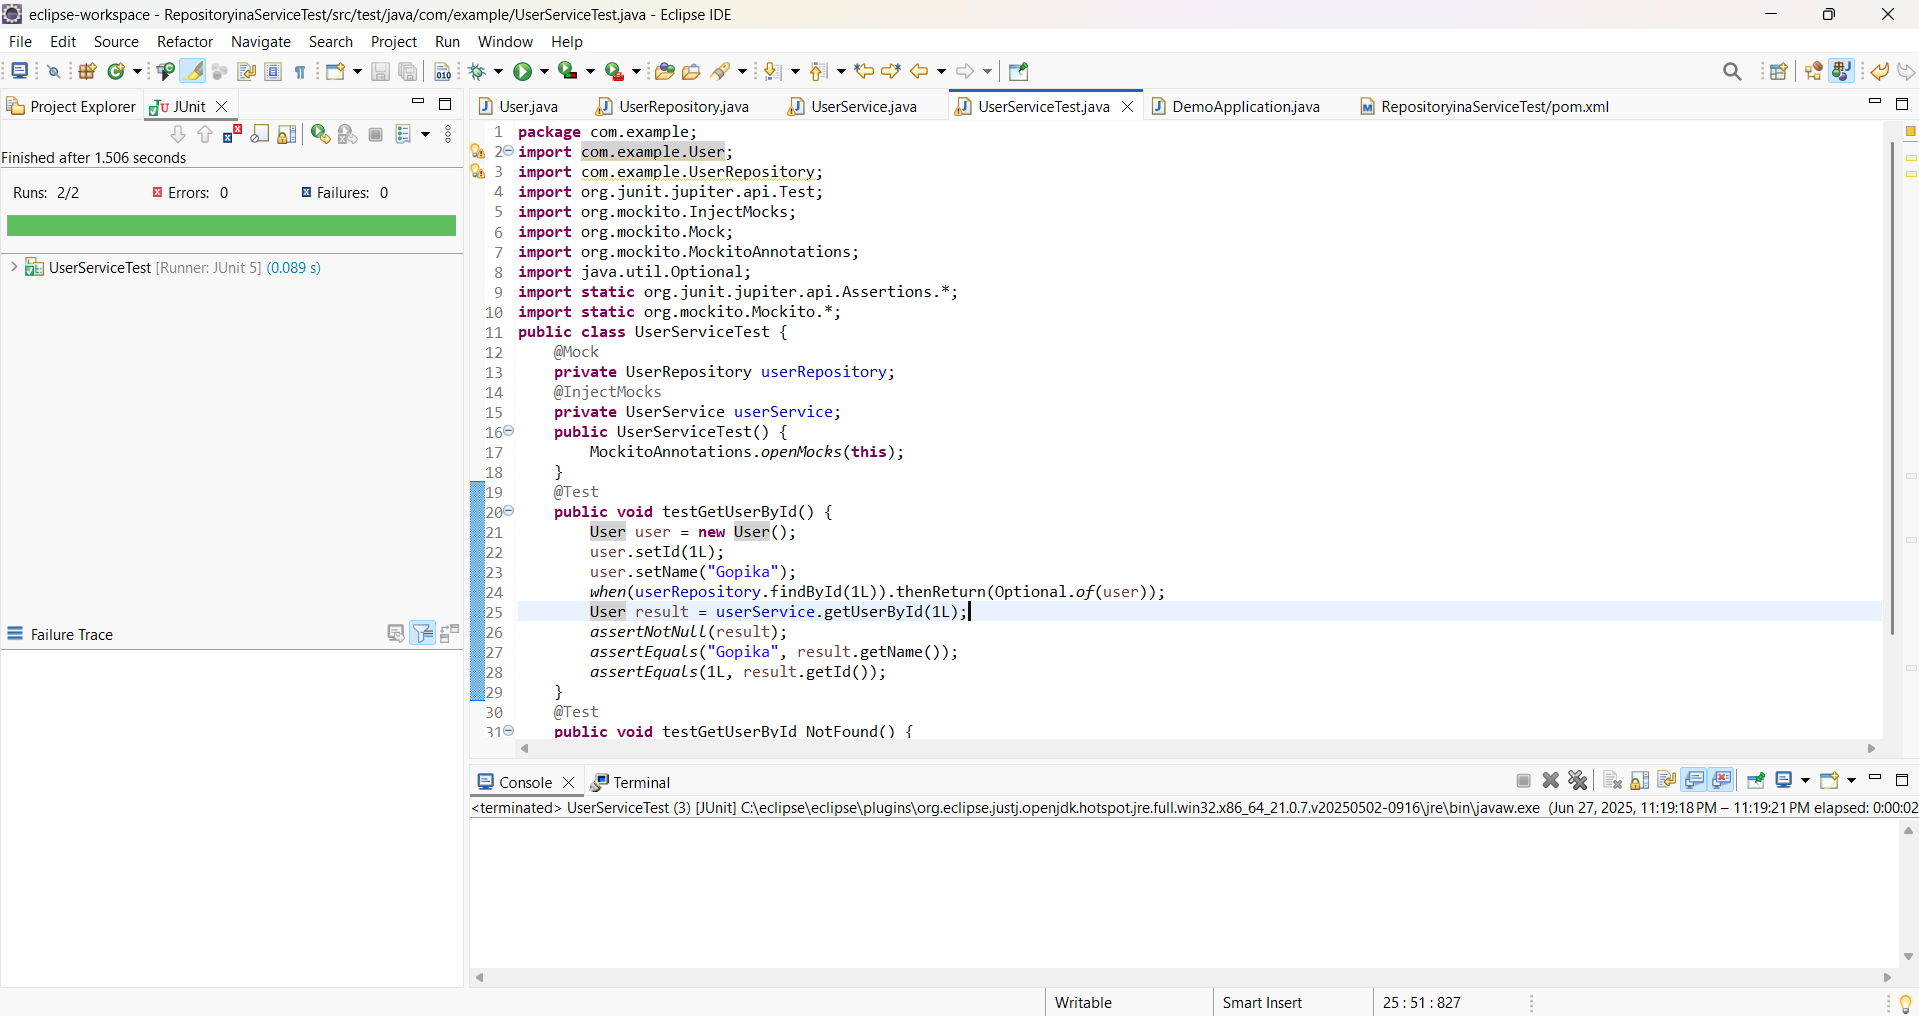 eclipse-workspace - RepositoryinaServiceTest/src/test/java/com/example/UserServiceTest.java - Eclipse IDE
File Edit Source Refactor Navigate Search Project Run Window Help
Project Explorer JUnit
Finished after 1.506 seconds
Runs: 2/2 Errors: 0 Failures: 0
UserServiceTest [Runner: JUnit 5] (0.089 s)
Failure Trace
User.java UserRepository.java UserService.java UserServiceTest.java DemoApplication.java RepositoryinaServiceTest/pom.xml
1 package com.example;
2 import com.example.User;
3 import com.example.UserRepository;
4 import org.junit.jupiter.api.Test;
5 import org.mockito.InjectMocks;
6 import org.mockito.Mock;
7 import org.mockito.MockitoAnnotations;
8 import java.util.Optional;
9 import static org.junit.jupiter.api.Assertions.*;
10 import static org.mockito.Mockito.*;
11 public class UserServiceTest {
12 @Mock
13 private UserRepository userRepository;
14 @InjectMocks
15 private UserService userService;
16 public UserServiceTest() {
17 MockitoAnnotations.openMocks(this);
18 }
19 @Test
20 public void testGetUserById() {
21 User user = new User();
22 user.setId(1L);
23 user.setName("Gopika");
24 when(userRepository.findById(1L)).thenReturn(Optional.of(user));
25 User result = userService.getUserById(1L);
26 assertNotNull(result);
27 assertEquals("Gopika", result.getName());
28 assertEquals(1L, result.getId());
29 }
30 @Test
31 public void testGetUserById NotFound() {
Console Terminal
<terminated> UserServiceTest (3) [JUnit] C:\eclipse\eclipse\plugins\org.eclipse.justj.openjdk.hotspot.jre.full.win32.x86_64_21.0.7.v20250502-0916\jre\bin\javaw.exe (Jun 27, 2025, 11:19:18 PM – 11:19:21 PM elapsed: 0:00:02
Writable Smart Insert 25 : 51 : 827